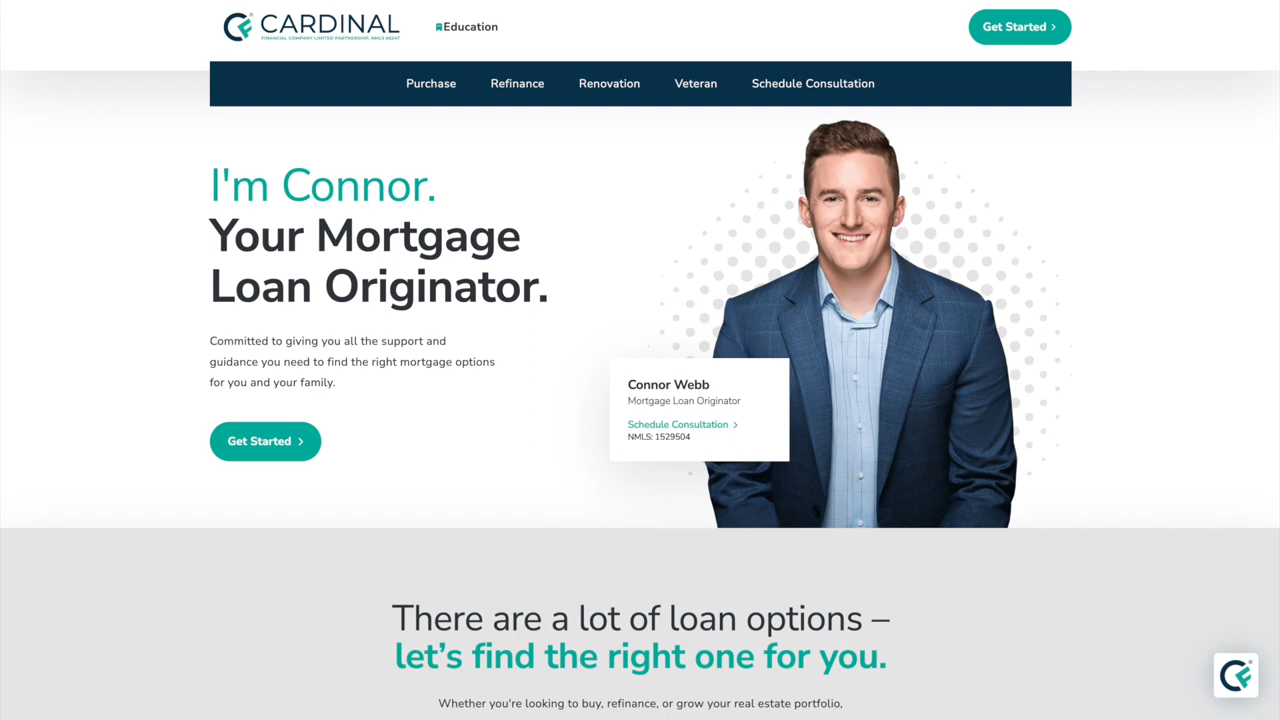 CARDINAL
FINANCIAL COMPANY LIMITED PARTNERSHIP, NMLS 66247
Education
Get Started
Purchase
Refinance
Renovation
Veteran
Schedule Consultation
I'm Connor.
Your Mortgage
Loan Originator.
Committed to giving you all the support and
guidance you need to find the right mortgage options
for you and your family.
Get Started
Connor Webb
Mortgage Loan Originator
Schedule Consultation
NMLS: 1529504
There are a lot of loan options –
let's find the right one for you.
Whether you're looking to buy, refinance, or grow your real estate portfolio,